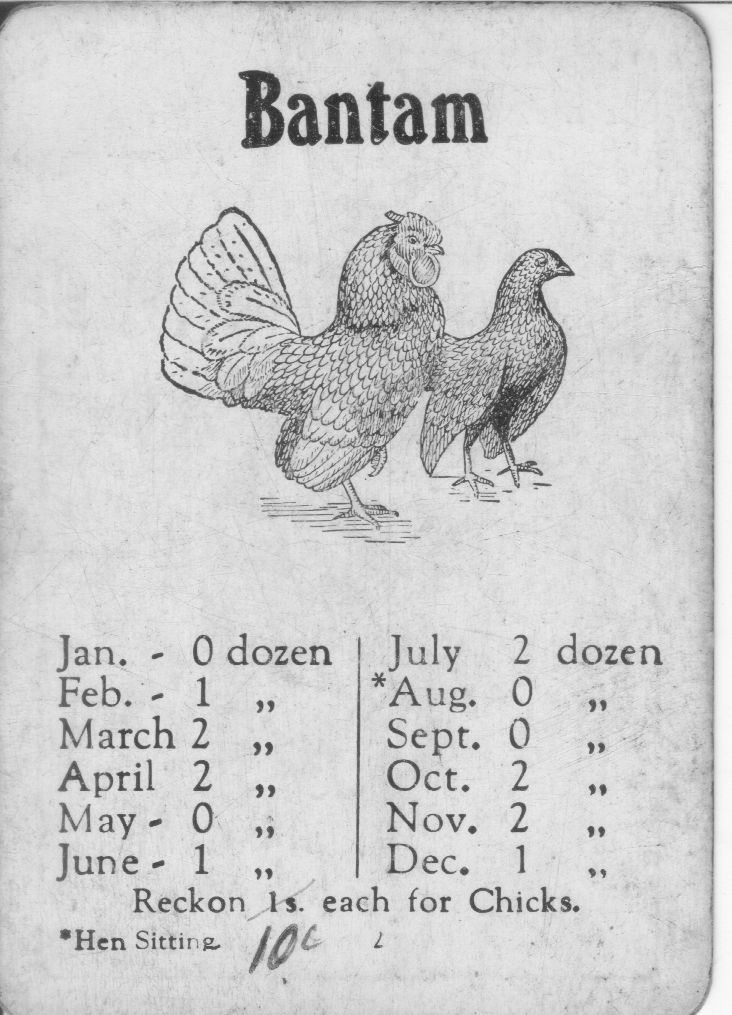 Bantam
Jan. - 0 dozen
Feb. - 1 „
March 2 „
April 2 „
May - 0 „
June - 1 „
July 2 dozen
*Aug. 0 „
Sept. 0 „
Oct. 2 „
Nov. 2 „
Dec. 1 „
Reckon 1s. each for Chicks.
*Hen Sitting.
10¢
2